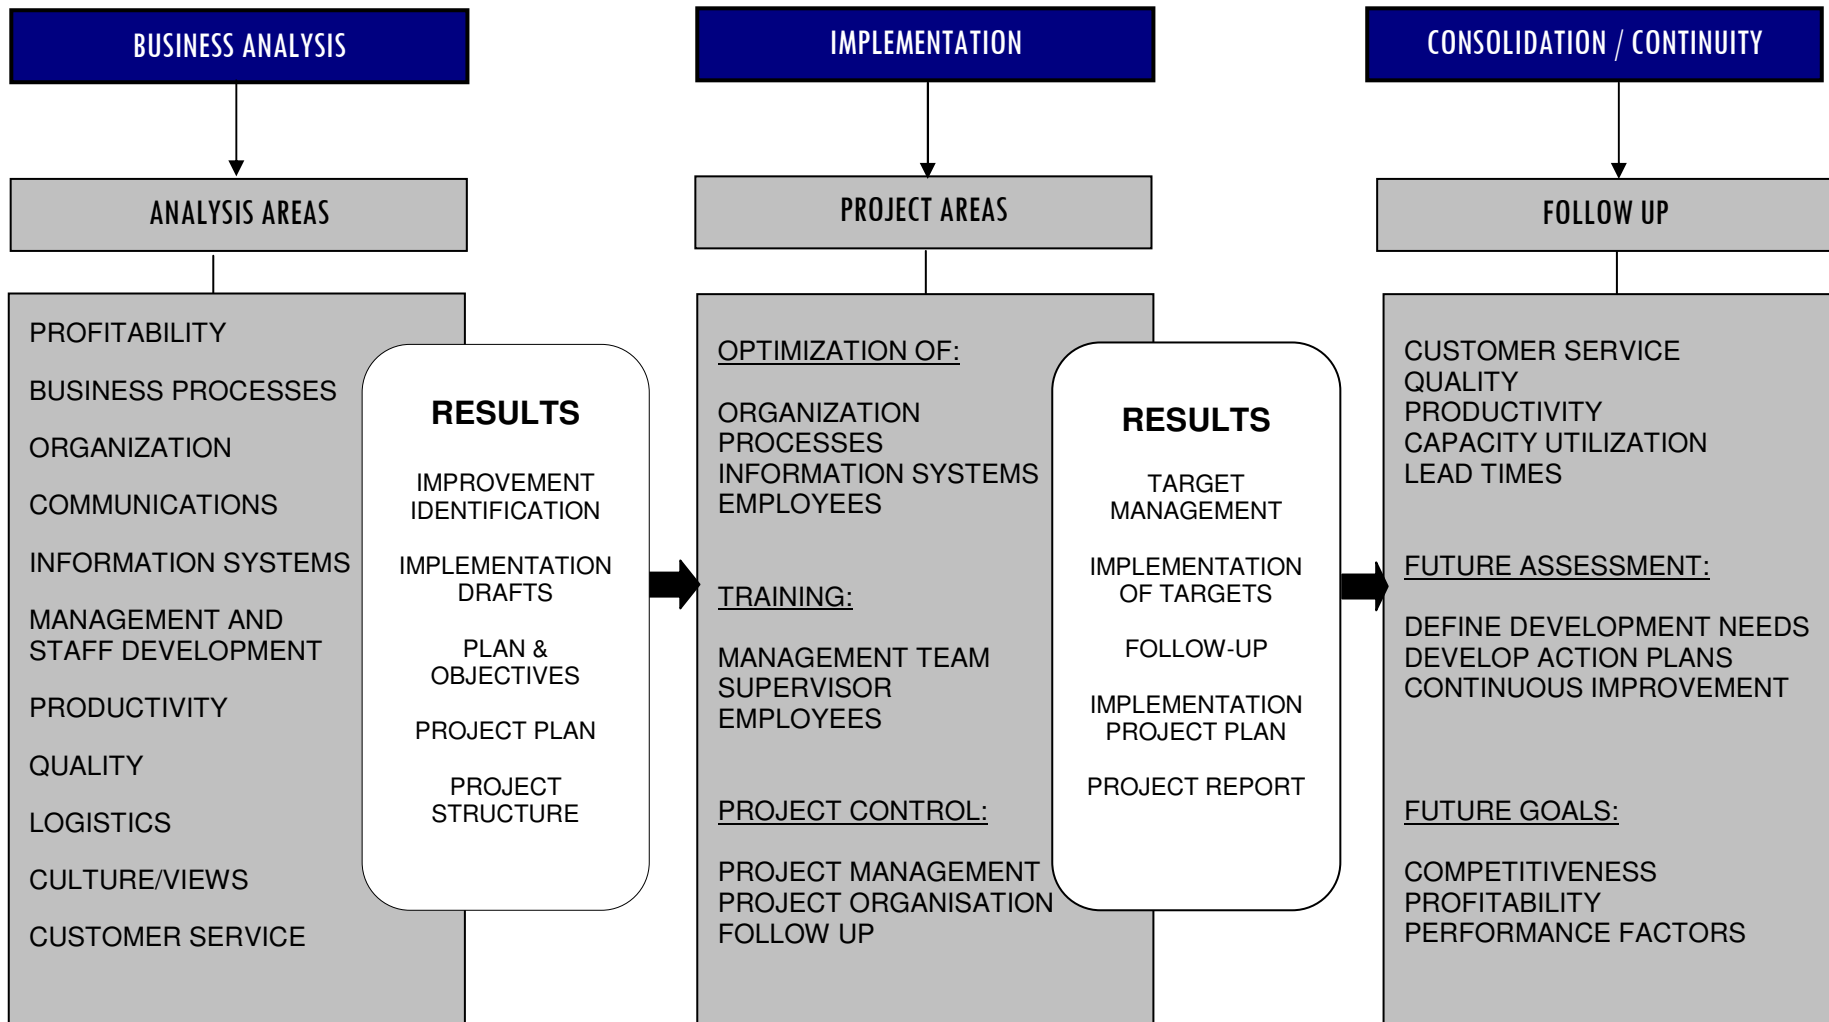 BUSINESS ANALYSIS
IMPLEMENTATION
CONSOLIDATION / CONTINUITY
ANALYSIS AREAS
PROJECT AREAS
FOLLOW UP
PROFITABILITY
BUSINESS PROCESSES
ORGANIZATION
COMMUNICATIONS
INFORMATION SYSTEMS
MANAGEMENT AND
STAFF DEVELOPMENT
PRODUCTIVITY
QUALITY
LOGISTICS
CULTURE/VIEWS
CUSTOMER SERVICE
RESULTS
IMPROVEMENT
IDENTIFICATION
IMPLEMENTATION
DRAFTS
PLAN &
OBJECTIVES
PROJECT PLAN
PROJECT
STRUCTURE
OPTIMIZATION OF:
ORGANIZATION
PROCESSES
INFORMATION SYSTEMS
EMPLOYEES
TRAINING:
MANAGEMENT TEAM
SUPERVISOR
EMPLOYEES
PROJECT CONTROL:
PROJECT MANAGEMENT
PROJECT ORGANISATION
FOLLOW UP
RESULTS
TARGET
MANAGEMENT
IMPLEMENTATION
OF TARGETS
FOLLOW-UP
IMPLEMENTATION
PROJECT PLAN
PROJECT REPORT
CUSTOMER SERVICE
QUALITY
PRODUCTIVITY
CAPACITY UTILIZATION
LEAD TIMES
FUTURE ASSESSMENT:
DEFINE DEVELOPMENT NEEDS
DEVELOP ACTION PLANS
CONTINUOUS IMPROVEMENT
FUTURE GOALS:
COMPETITIVENESS
PROFITABILITY
PERFORMANCE FACTORS